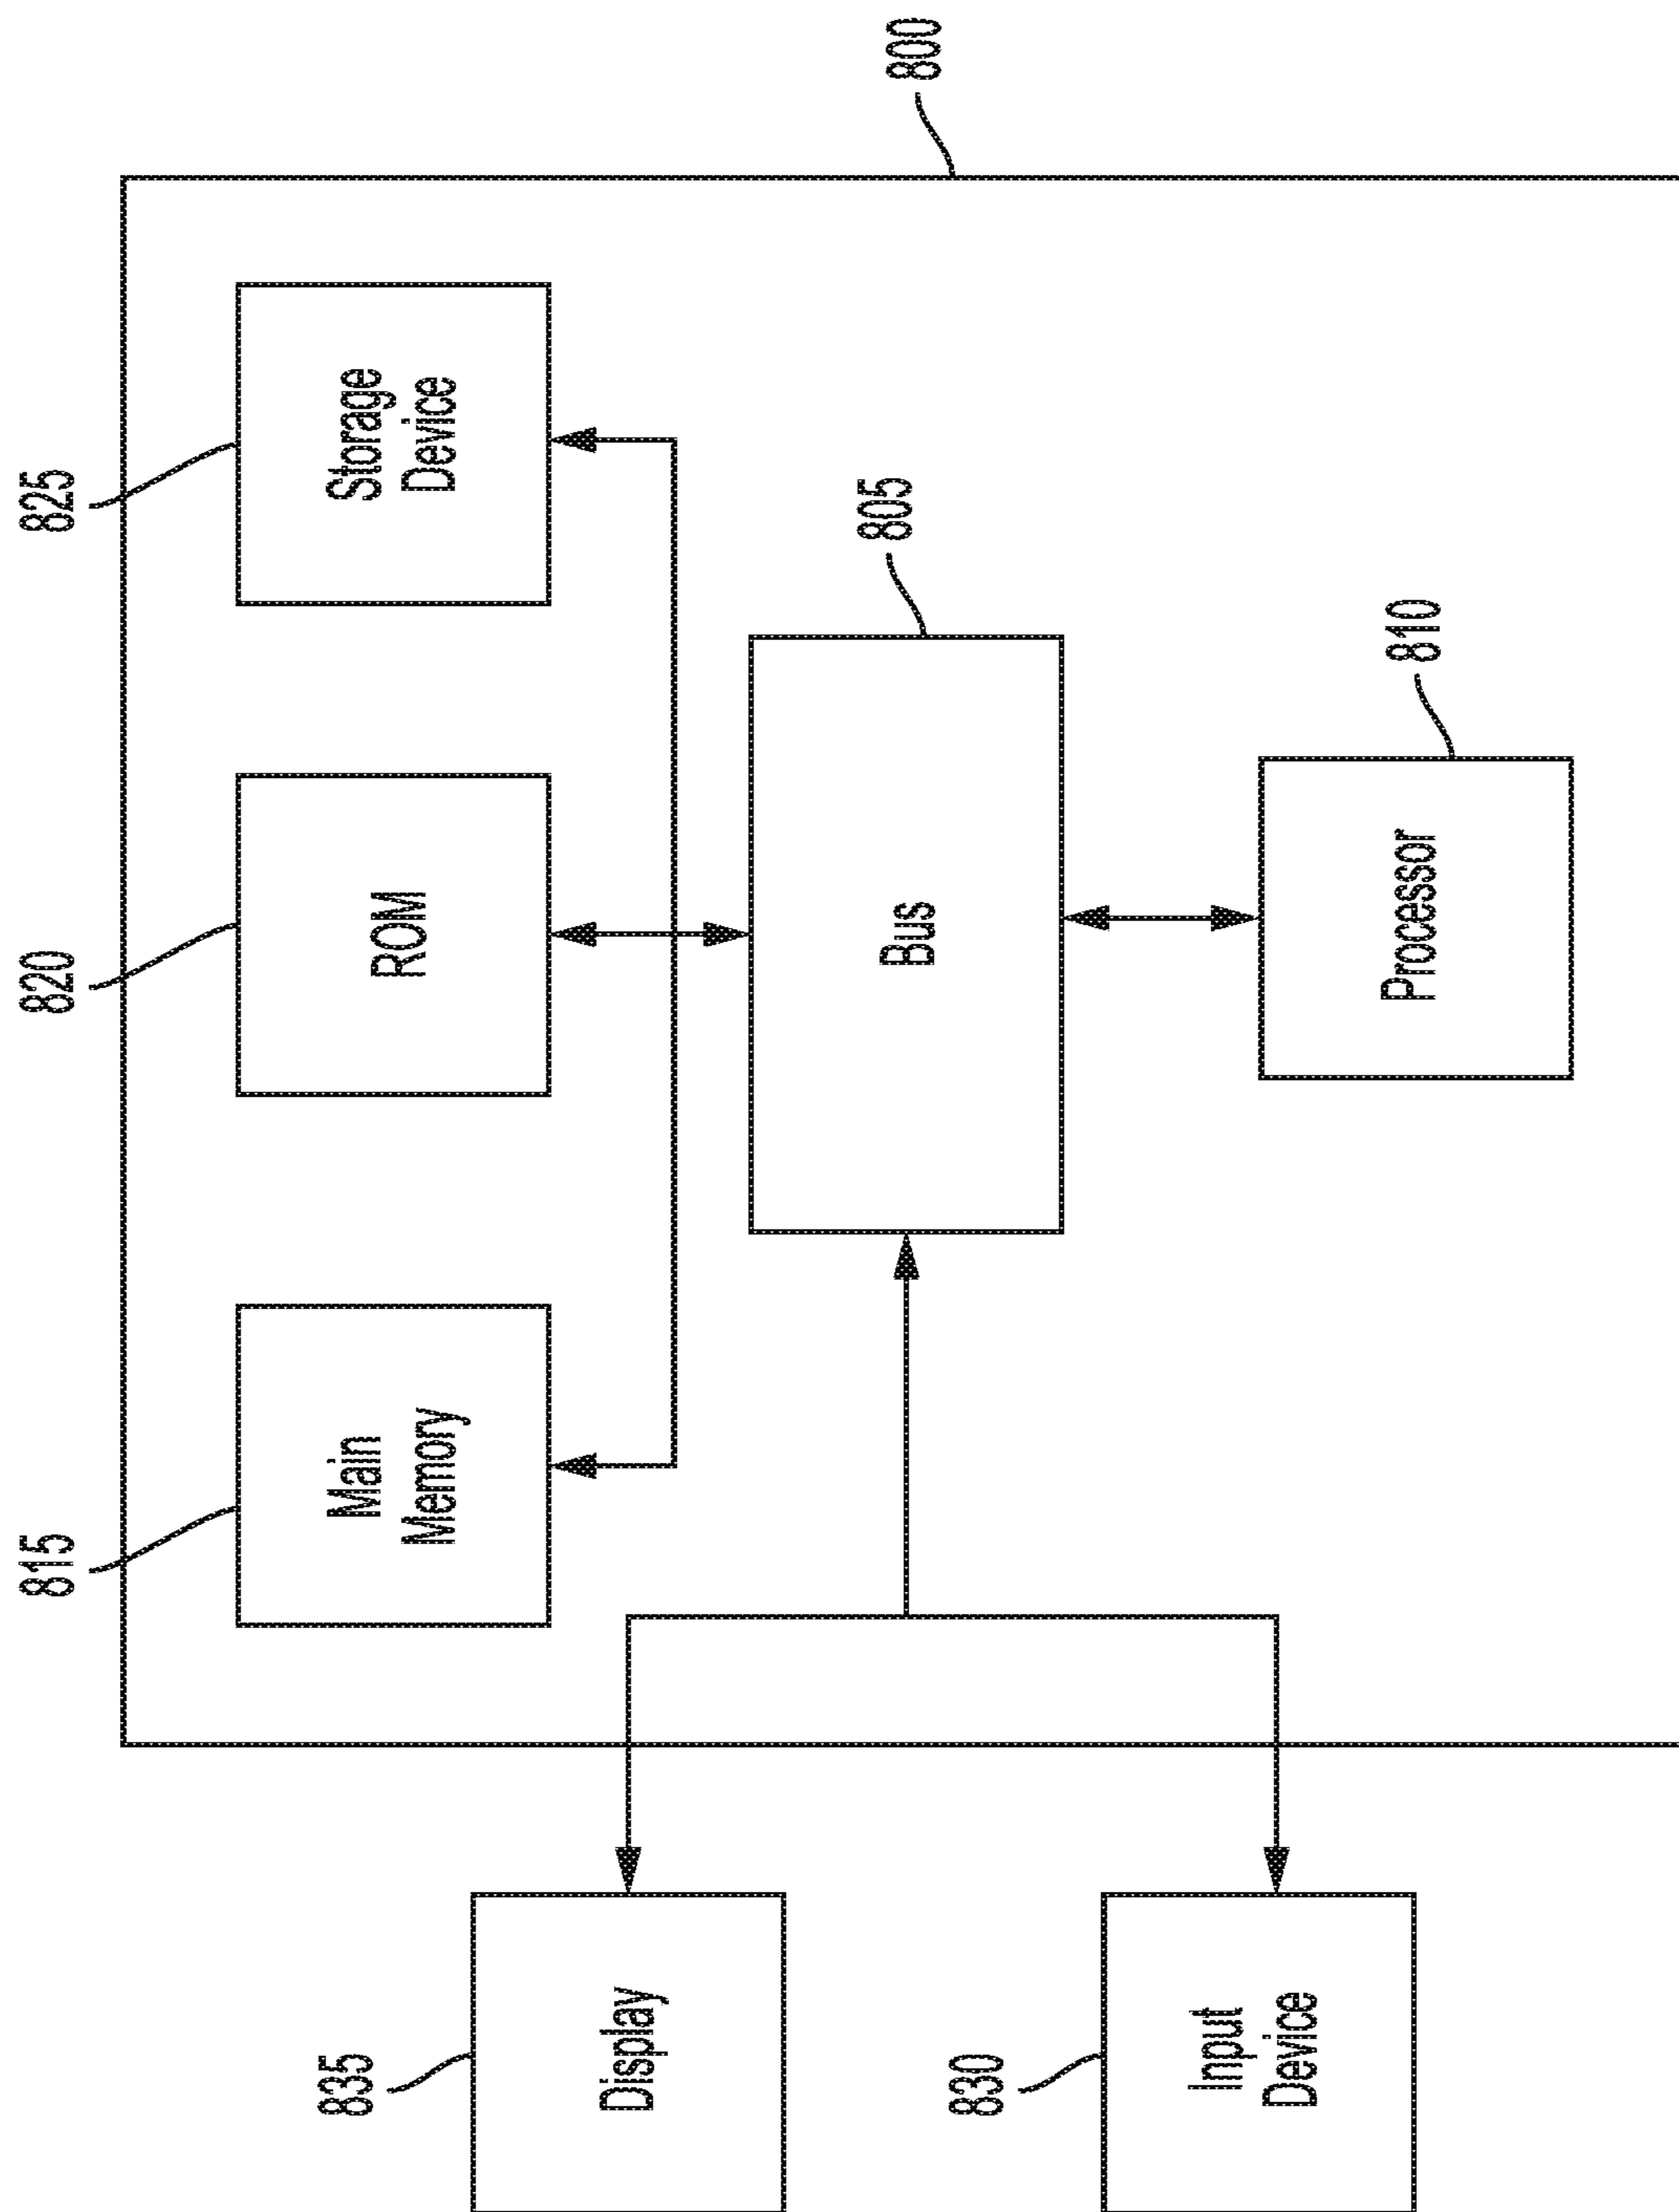 815
820
825
Main
Memory
ROM
Storage
Device
835
Display
Bus
805
800
830
Input
Device
Processor
810